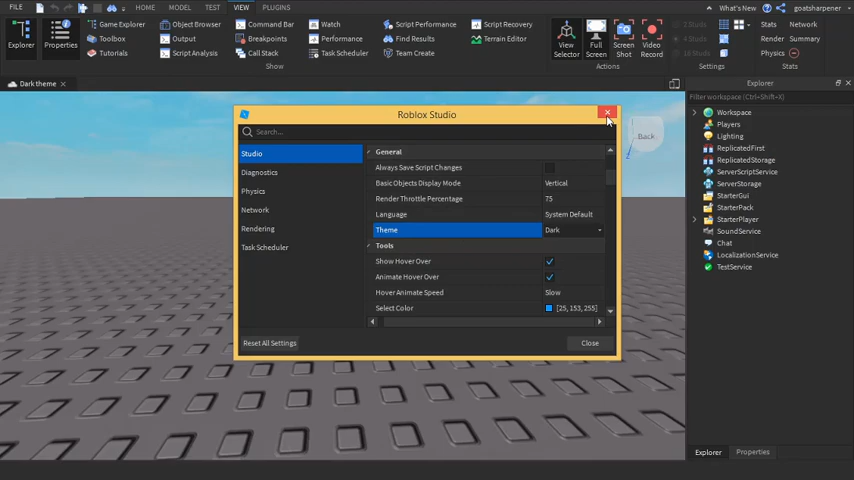 FILE HOME MODEL TEST VIEW PLUGINS What's New goatsharpener
Explorer Properties
Game Explorer Object Browser Command Bar Watch Script Performance Script Recovery
Toolbox Output Breakpoints Performance Find Results Terrain Editor
Tutorials Script Analysis Call Stack Task Scheduler Team Create
Show
View Selector
Full Screen
Screen Shot
Video Record
Actions
2 Studs
4 Studs
16 Studs
Settings
Stats Network
Render
Physics
Stats
Dark theme
Explorer
Filter workspace (Ctrl+Shift+X)
Workspace
Players
Lighting
ReplicatedFirst
ReplicatedStorage
ServerScriptService
ServerStorage
StarterGui
StarterPack
StarterPlayer
SoundService
Chat
LocalizationService
TestService
Explorer Properties
Back
Roblox Studio
Search...
Studio
Diagnostics
Physics
Network
Rendering
Task Scheduler
General
Always Save Script Changes
Basic Objects Display Mode Vertical
Render Throttle Percentage 75
Language System Default
Theme Dark
Tools
Show Hover Over
Animate Hover Over
Hover Animate Speed Slow
Select Color [25, 153, 255]
Reset All Settings Close